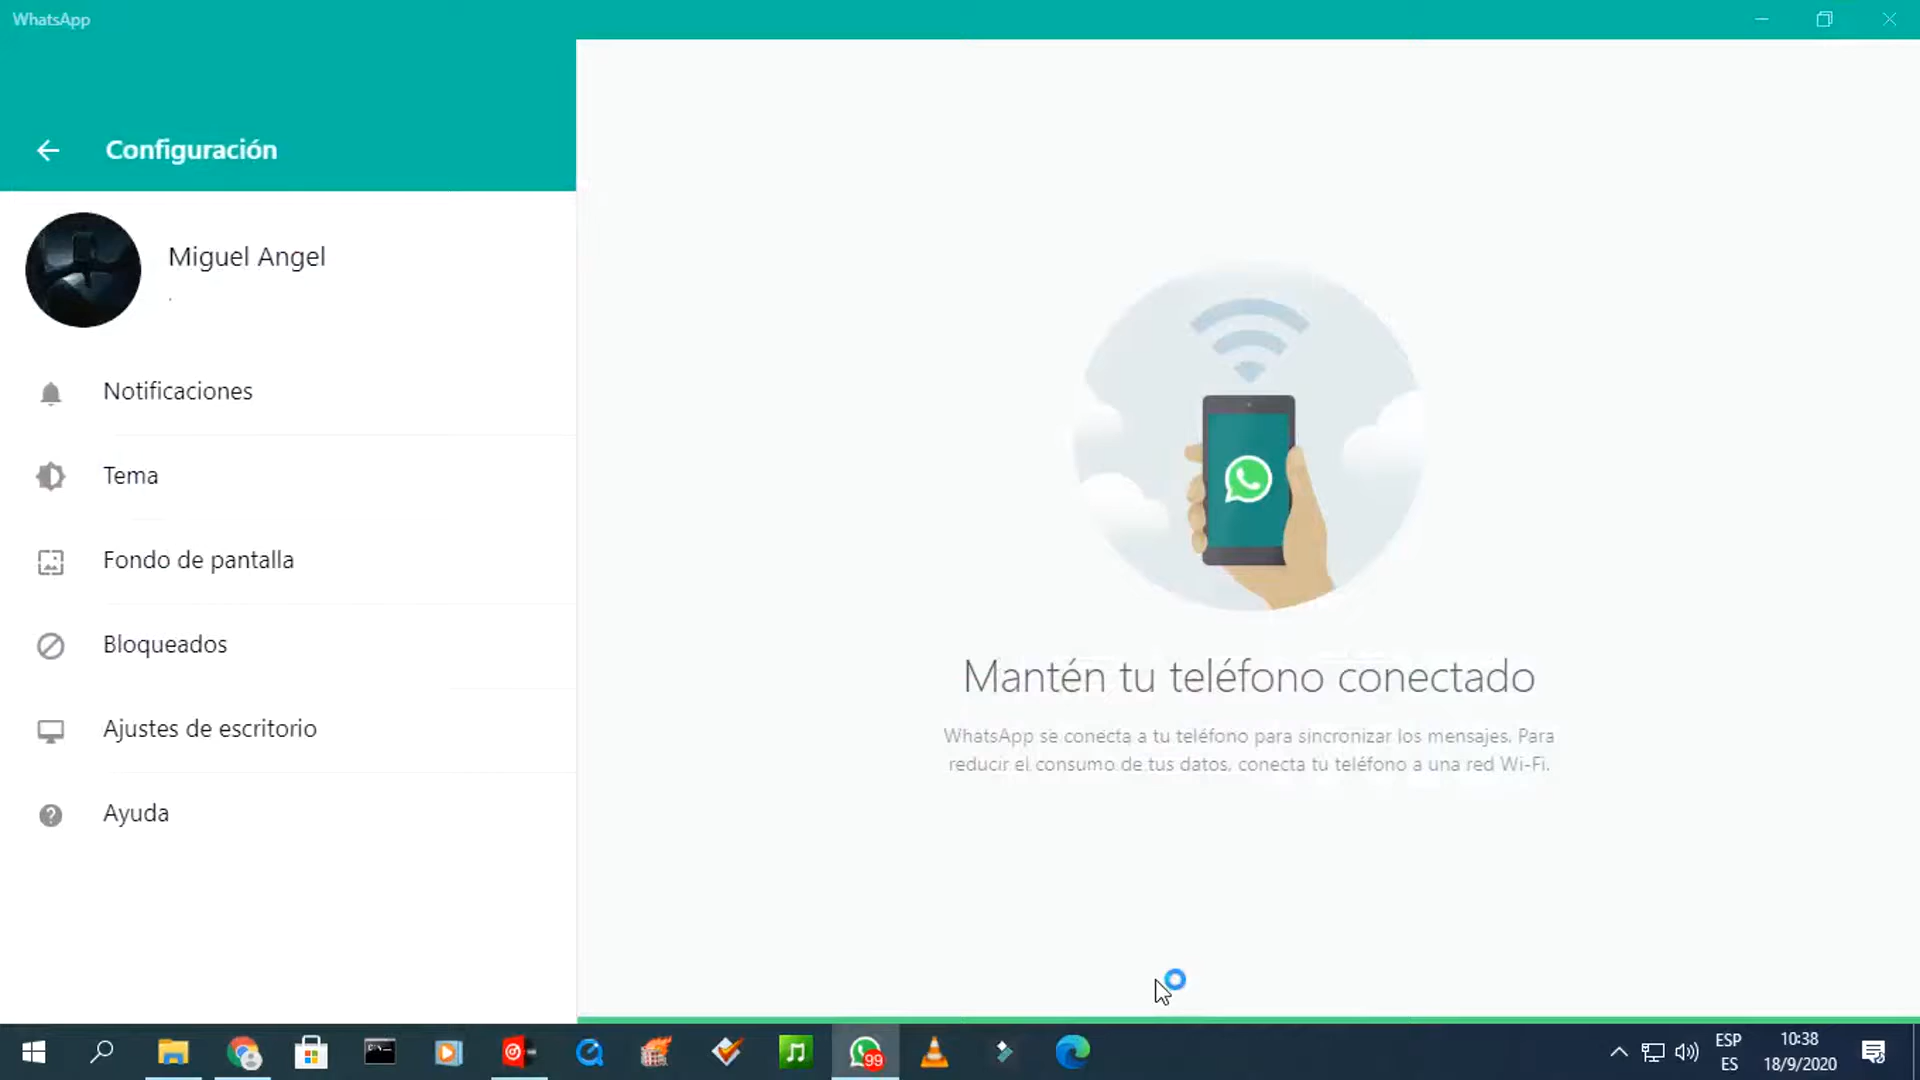 WhatsApp
Configuración
Miguel Angel
.
Notificaciones
Tema
Fondo de pantalla
Bloqueados
Ajustes de escritorio
Ayuda
Mantén tu teléfono conectado
WhatsApp se conecta a tu teléfono para sincronizar los mensajes. Para
reducir el consumo de tus datos, conecta tu teléfono a una red Wi-Fi.
99
ESP
ES
10:38
18/9/2020